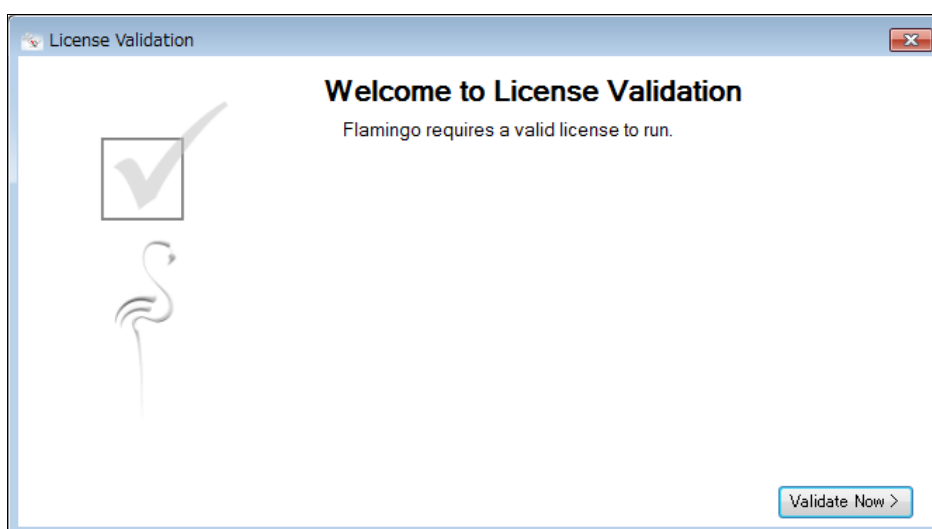 License Validation
Welcome to License Validation
Flamingo requires a valid license to run.
Validate Now >